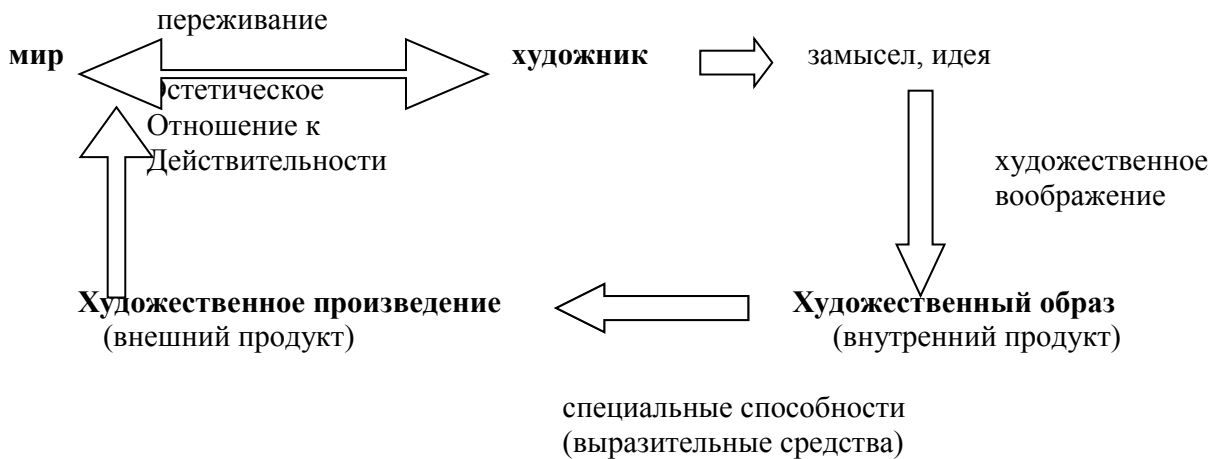 переживание
мир
художник
замысел, идея
Эстетическое
Отношение к
Действительности
художественное
воображение
Художественное произведение
(внешний продукт)
Художественный образ
(внутренний продукт)
специальные способности
(выразительные средства)